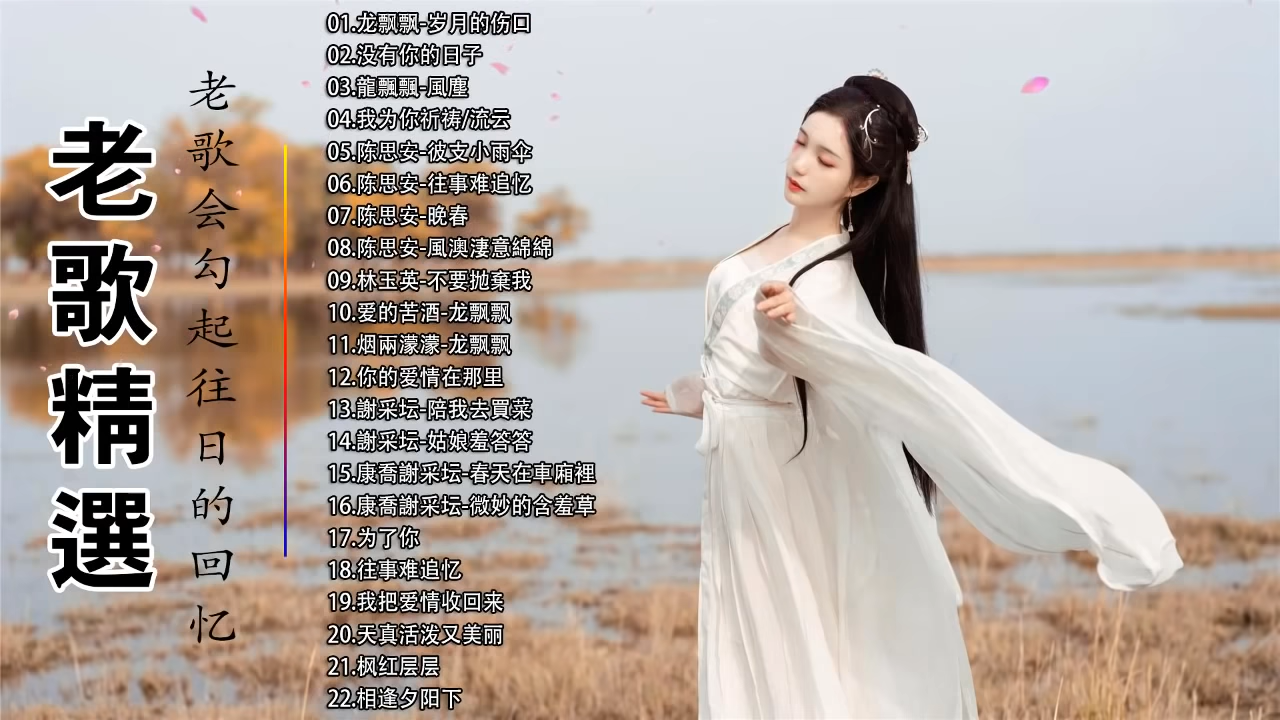 老歌精選
老歌会勾起往日的回忆
01.龙飘飘-岁月的伤口
02.没有你的日子
03.龍飄飄-風塵
04.我为你祈祷/流云
05.陈思安-彼支小雨伞
06.陈思安-往事难追忆
07.陈思安-晚春
08.陈思安-風澳淒意綿綿
09.林玉英-不要抛棄我
10.爱的苦酒-龙飘飘
11.烟兩濛濛-龙飘飘
12.你的爱情在那里
13.謝采坛-陪我去買菜
14.謝采坛-姑娘羞答答
15.康喬謝采坛-春天在車廂裡
16.康喬謝采坛-微妙的含羞草
17.为了你
18.往事难追忆
19.我把爱情收回来
20.天真活泼又美丽
21.枫红层层
22.相逢夕阳下